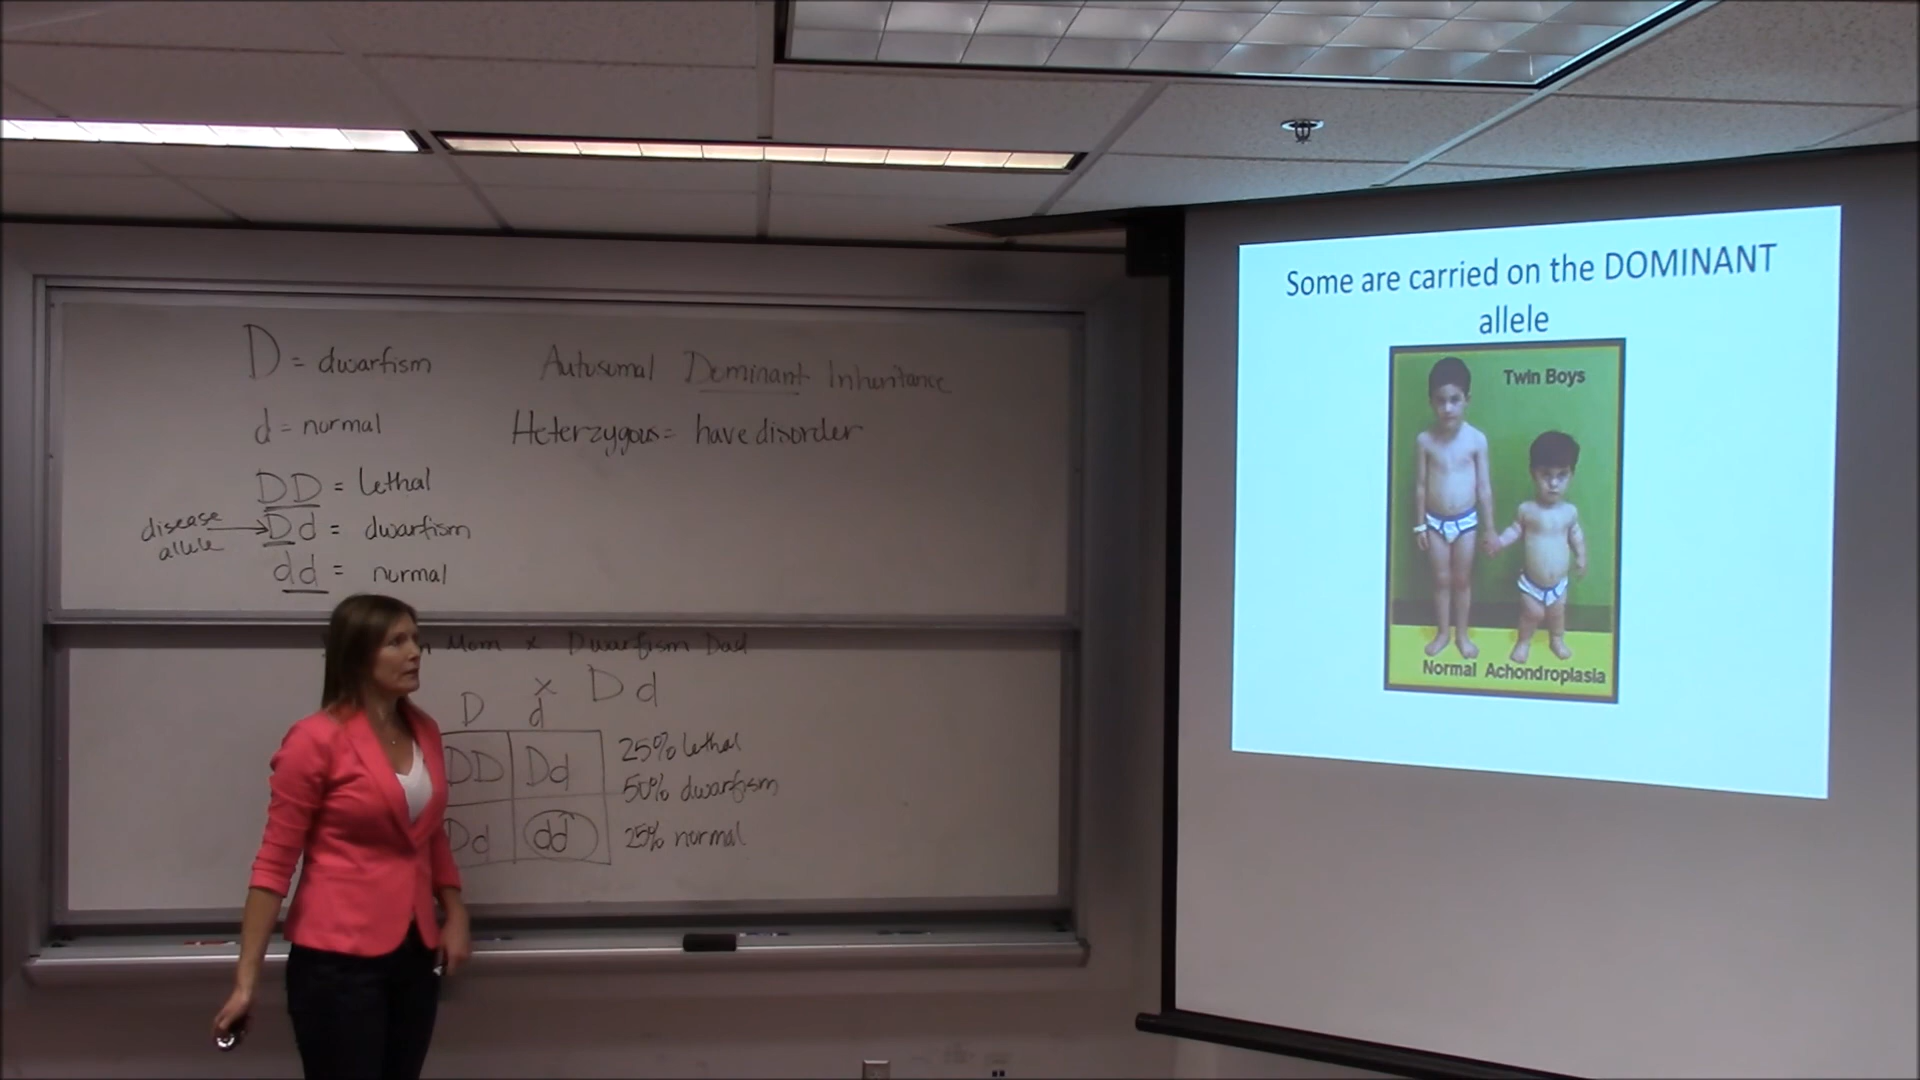 D = dwarfism
d = normal
DD = lethal
disease allele → Dd = dwarfism
dd = normal
Autosomal Dominant Inheritance
Heterzygous = have disorder
Mom x Dwarfism Dad
x Dd
D d
DD Dd
Dd dd
25% lethal
50% dwarfism
25% normal
Some are carried on the DOMINANT
allele
Twin Boys
Normal Achondroplasia